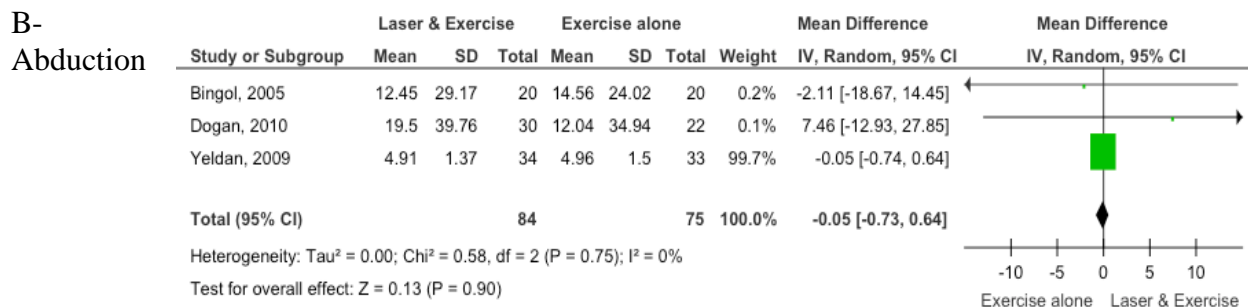 B-
Abduction
Laser & Exercise Exercise alone Mean Difference Mean Difference
Study or Subgroup Mean SD Total Mean SD Total Weight IV, Random, 95% CI IV, Random, 95% CI
Bingol, 2005 12.45 29.17 20 14.56 24.02 20 0.2% -2.11 [-18.67, 14.45]
Dogan, 2010 19.5 39.76 30 12.04 34.94 22 0.1% 7.46 [-12.93, 27.85]
Yeldan, 2009 4.91 1.37 34 4.96 1.5 33 99.7% -0.05 [-0.74, 0.64]
Total (95% CI) 84 75 100.0% -0.05 [-0.73, 0.64]
Heterogeneity: Tau² = 0.00; Chi² = 0.58, df = 2 (P = 0.75); I² = 0%
Test for overall effect: Z = 0.13 (P = 0.90)
-10 -5 0 5 10
Exercise alone Laser & Exercise